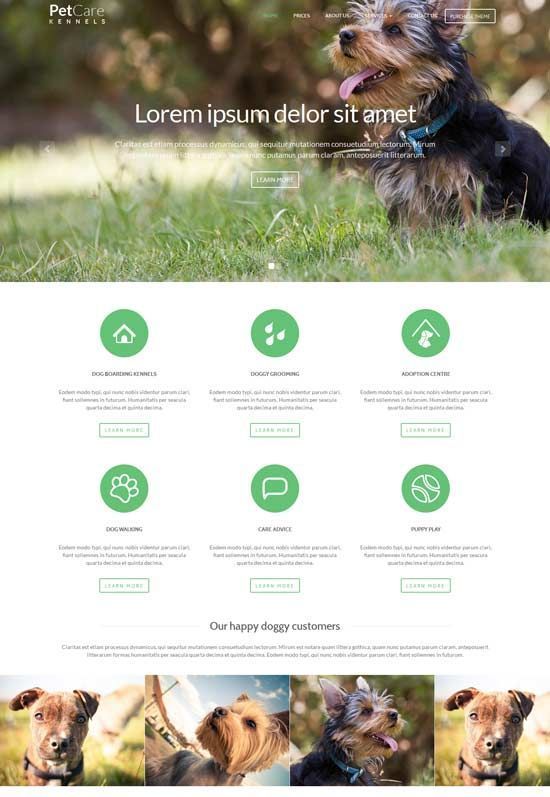 PetCare
KENNELS
HOME PRICES ABOUT US SERVICES CONTACT US PURCHASE THEME
Lorem ipsum delor sit amet
Claritas est etiam processus dynamicus, qui sequitur mutationem consuetudium lectorum. Mirum
nunc putamus parum claram, anteposuerit litterarum.
LEARN MORE
DOG BOARDING KENNELS
Eodem modo typi, qui nunc nobis videntur parum clari,
fiant sollemnes in futurum. Humanitatis per seacula
quarta decima et quinta decima.
LEARN MORE
DOGGY GROOMING
Eodem modo typi, qui nunc nobis videntur parum clari,
fiant sollemnes in futurum. Humanitatis per seacula
quarta decima et quinta decima.
LEARN MORE
ADOPTION CENTRE
Eodem modo typi, qui nunc nobis videntur parum clari,
fiant sollemnes in futurum. Humanitatis per seacula
quarta decima et quinta decima.
LEARN MORE
DOG WALKING
Eodem modo typi, qui nunc nobis videntur parum clari,
fiant sollemnes in futurum. Humanitatis per seacula
quarta decima et quinta decima.
LEARN MORE
CARE ADVICE
Eodem modo typi, qui nunc nobis videntur parum clari,
fiant sollemnes in futurum. Humanitatis per seacula
quarta decima et quinta decima.
LEARN MORE
PUPPY PLAY
Eodem modo typi, qui nunc nobis videntur parum clari,
fiant sollemnes in futurum. Humanitatis per seacula
quarta decima et quinta decima.
LEARN MORE
Our happy doggy customers
Claritas est etiam processus dynamicus, qui sequitur mutationem consuetudium lectorum. Mirum est notare quam littera gothica, quam nunc putamus parum claram, anteposuerit
litterarum formas humanitatis per seacula quarta decima et quinta decima. Eodem modo typi, qui nunc nobis videntur parum clari, fiant sollemnes in futurum.